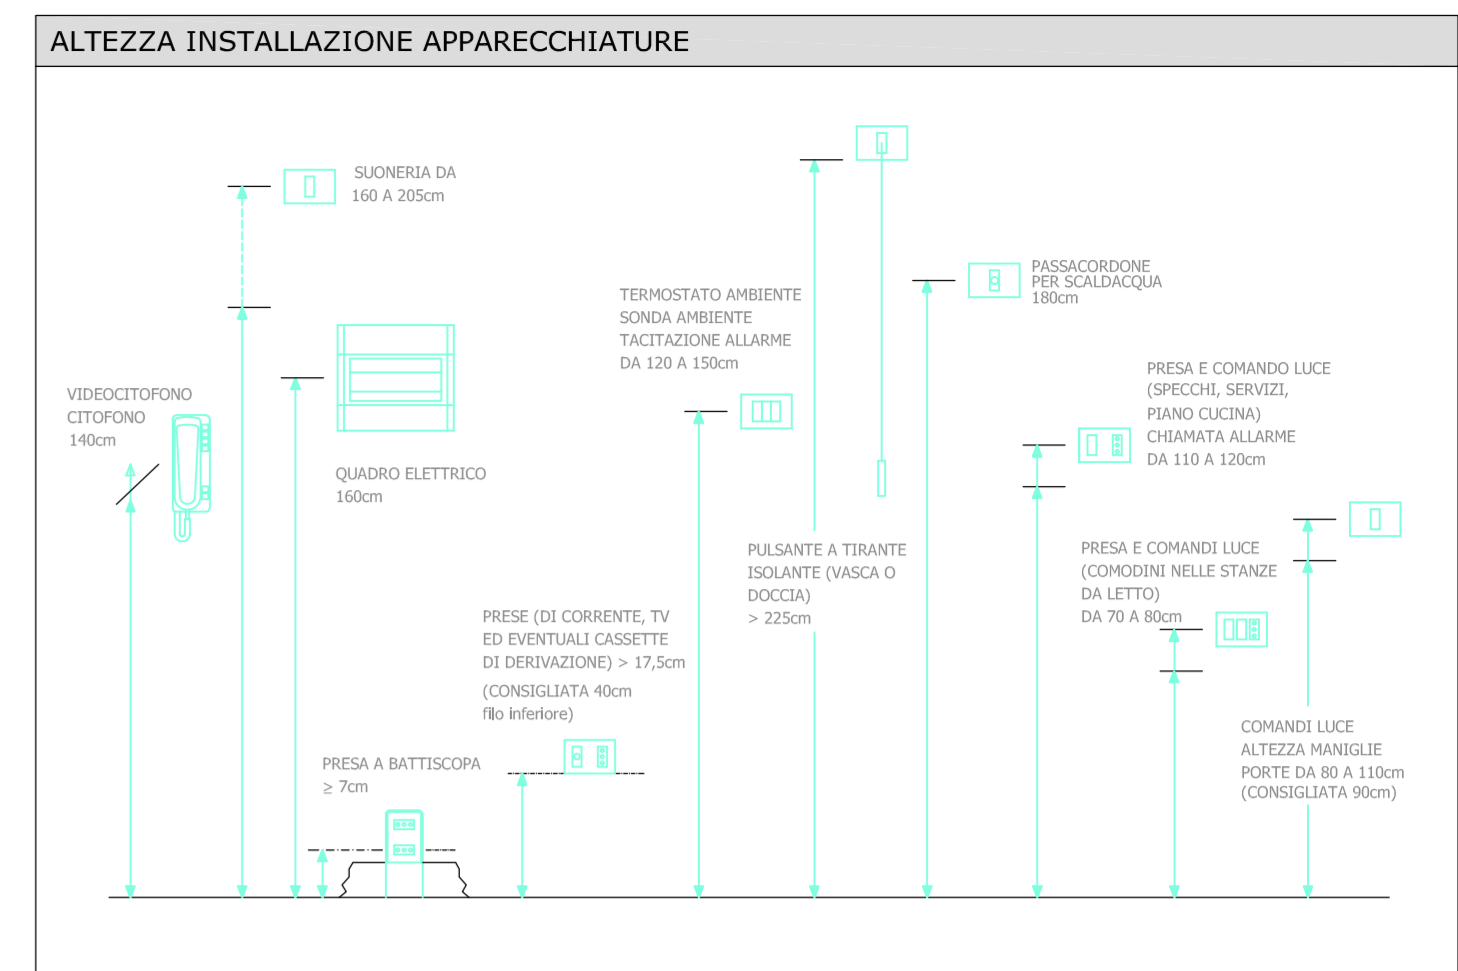 ALTEZZA INSTALLAZIONE APPARECCHIATURE
SUONERIA DA
160 A 205cm
VIDEOCITOFONO
CITOFONO
140cm
QUADRO ELETTRICO
160cm
PRESA A BATTISCOPA
≥ 7cm
PRESE (DI CORRENTE, TV
ED EVENTUALI CASSETTE
DI DERIVAZIONE) > 17,5cm
(CONSIGLIATA 40cm
filo inferiore)
TERMOSTATO AMBIENTE
SONDA AMBIENTE
TACITAZIONE ALLARME
DA 120 A 150cm
PULSANTE A TIRANTE
ISOLANTE (VASCA O
DOCCIA)
> 225cm
PASSACORDONE
PER SCALDACQUA
180cm
PRESA E COMANDO LUCE
(SPECCHI, SERVIZI,
PIANO CUCINA)
CHIAMATA ALLARME
DA 110 A 120cm
PRESA E COMANDI LUCE
(COMODINI NELLE STANZE
DA LETTO)
DA 70 A 80cm
COMANDI LUCE
ALTEZZA MANIGLIE
PORTE DA 80 A 110cm
(CONSIGLIATA 90cm)